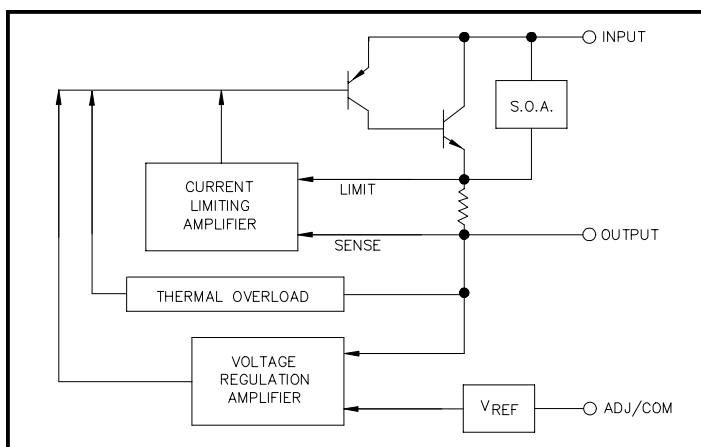 INPUT
S.O.A.
CURRENT
LIMITING
AMPLIFIER
LIMIT
SENSE
OUTPUT
THERMAL OVERLOAD
VOLTAGE
REGULATION
AMPLIFIER
VREF
ADJ/COM